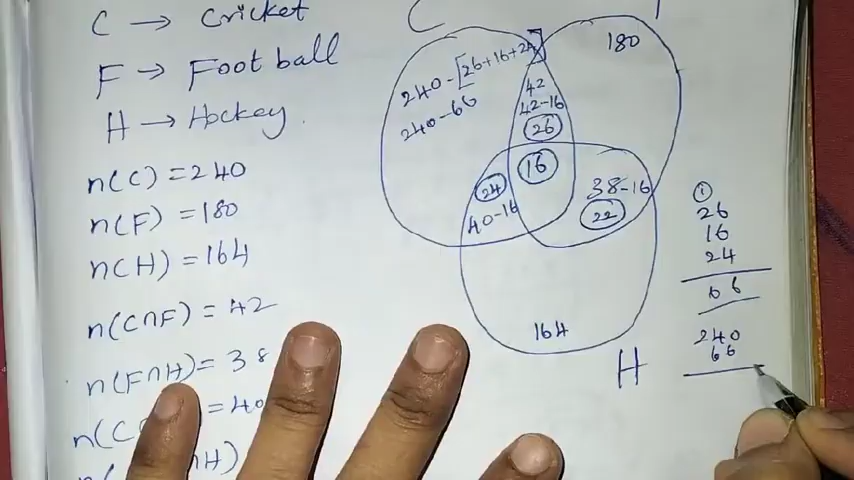 C → Cricket
F → Foot ball
H → Hockey
n(C) = 240
n(F) = 180
n(H) = 164
n(C∩F) = 42
n(F∩H) = 38
n(C = 40
∩H)
C
240-[26+16+24]
240-66
180
42
42-16
26
16
24
40-16
38-16
22
164
H
①
26
16
24
66
240
66